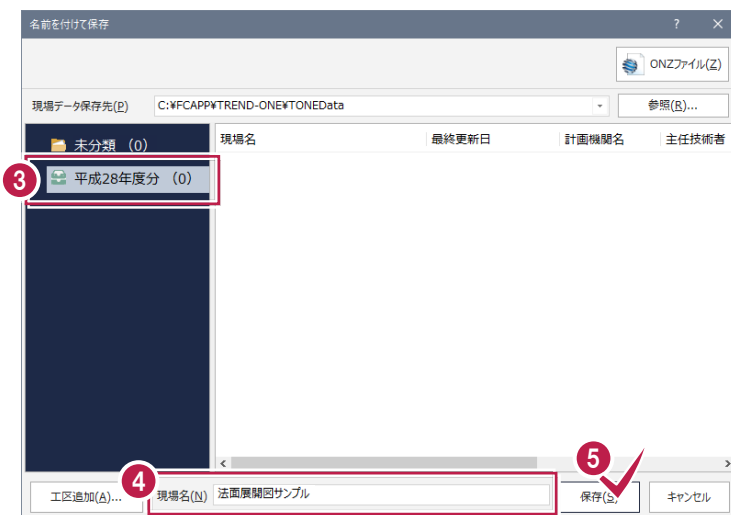 名前を付けて保存
? ×
ONZファイル(Z)
現場データ保存先(P) C:¥FCAPP¥TREND-ONE¥TONEData 参照(R)...
未分類 (0)
現場名 最終更新日 計画機関名 主任技術者
3 平成28年度分 (0)
4
5
工区追加(A)... 現場名(N) 法面展開図サンプル 保存(S) キャンセル